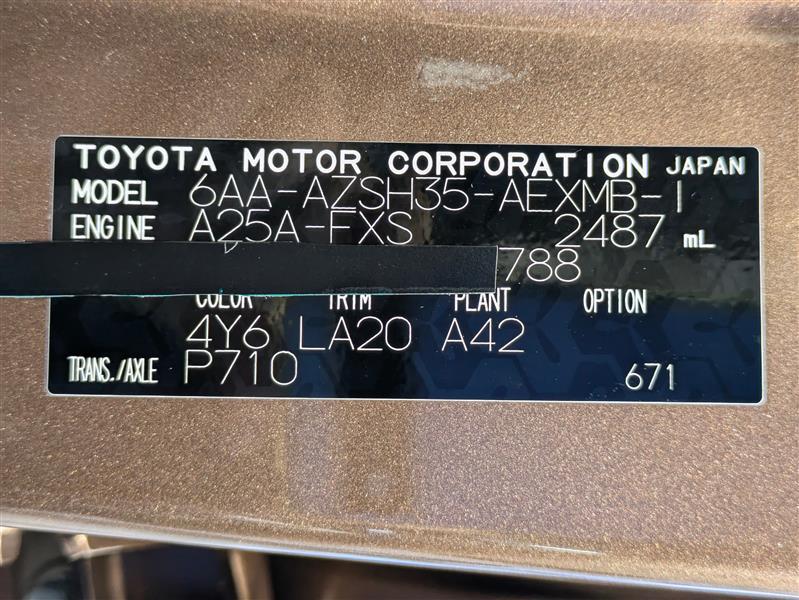 TOYOTA MOTOR CORPORATION JAPAN
MODEL 6AA-AZSH35-AEXMB-I
ENGINE A25A-FXS 2487 mL
788
COLOR TRIM PLANT OPTION
4Y6 LA20 A42
TRANS./AXLE P710 671